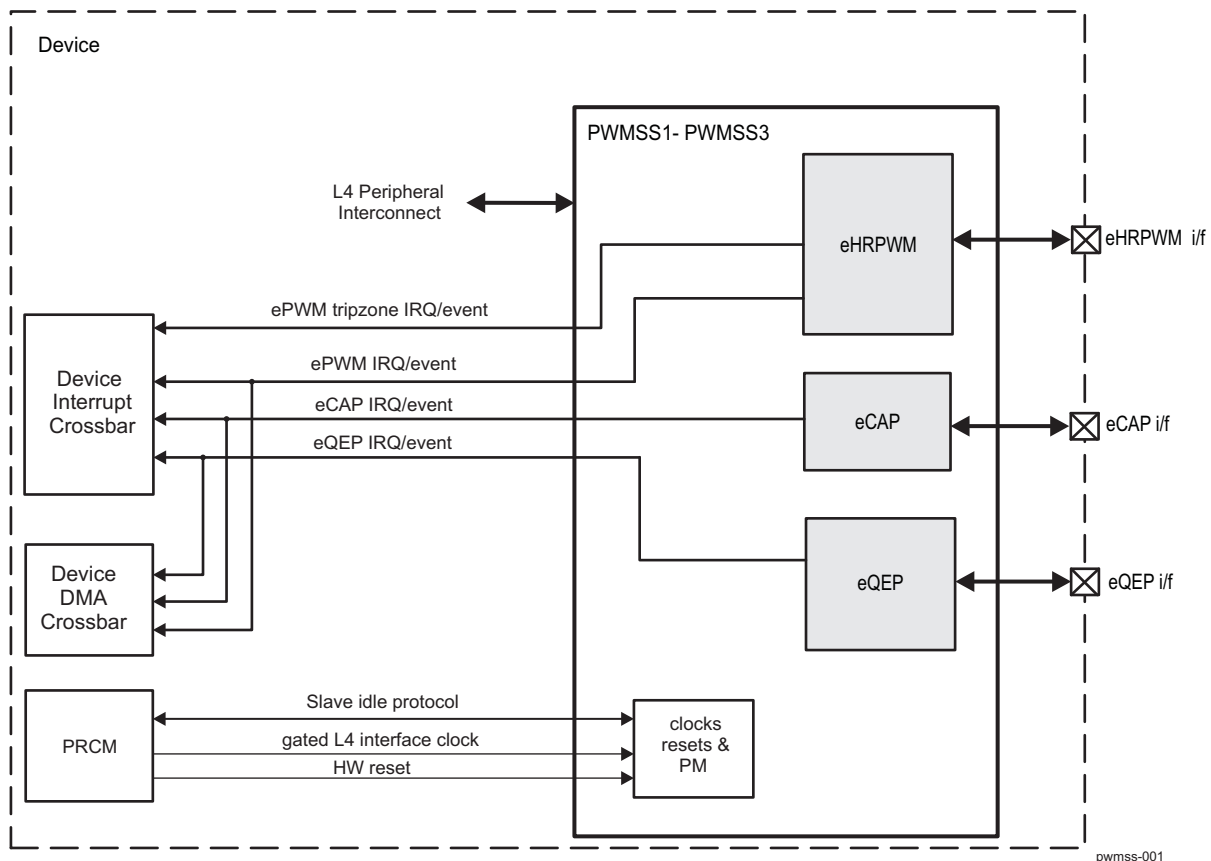 Device
PWMSS1- PWMSS3
L4 Peripheral
Interconnect
eHRPWM
eHRPWM i/f
ePWM tripzone IRQ/event
ePWM IRQ/event
Device
Interrupt
Crossbar
eCAP IRQ/event
eCAP
eCAP i/f
eQEP IRQ/event
Device
DMA
Crossbar
eQEP
eQEP i/f
Slave idle protocol
PRCM
gated L4 interface clock
HW reset
clocks
resets &
PM
pwmss-001